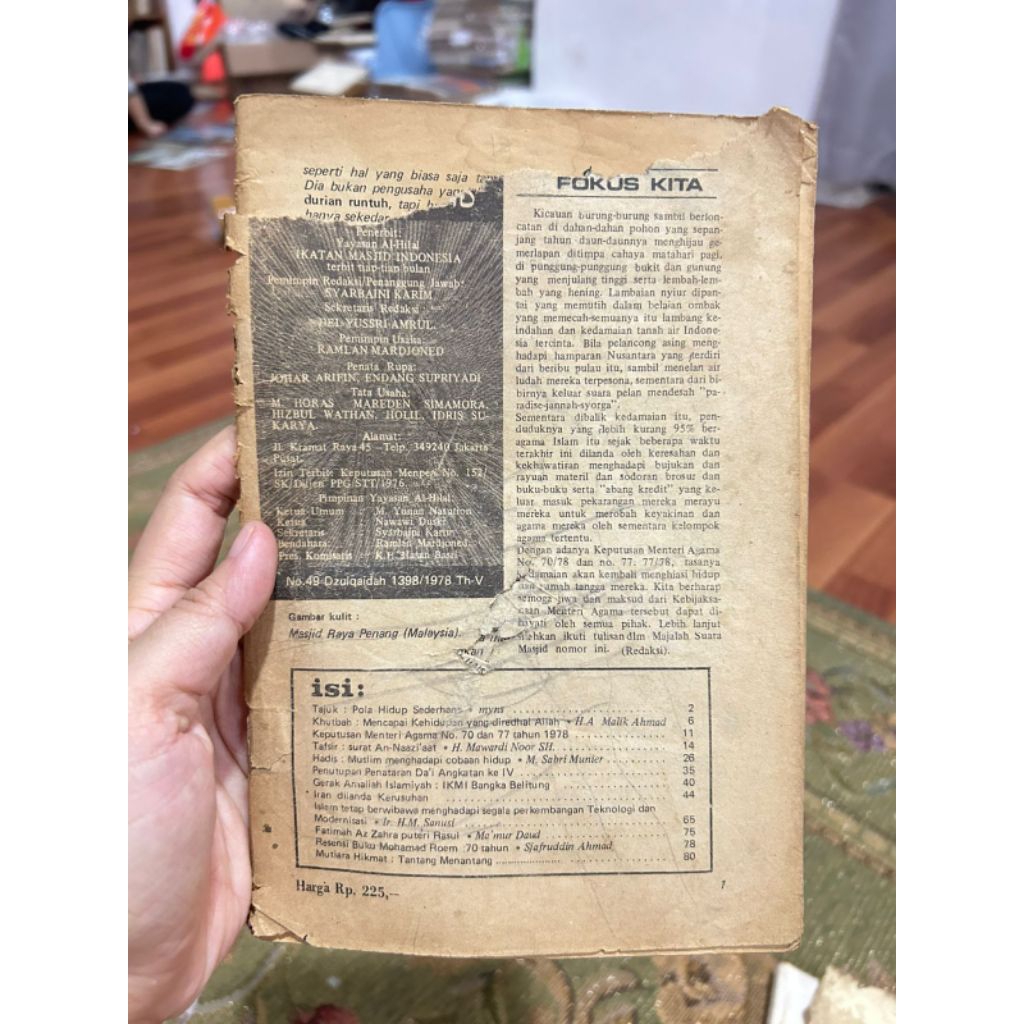 seperti hal yang biasa saja
Dia bukan pengusaha
durian runtuh, tapi
hanya sekedar
Penerbit:
Yayasan Al-Hilal
IKATAN MASJID INDONESIA
terbit tiap-tiap bulan
Pemimpin Redaksi/Penanggung Jawab:
SYARBAINI KARIM
Sekretaris Redaksi
HEL YUSSRI AMRUL.
Pemimpin Usaha:
RAMLAN MARDJONED
Penata Rupa:
JOHAR ARIFIN, ENDANG SUPRIYADI
Tata Usaha:
M. HORAS MAREDEN SIMAMORA,
HIZBUL WATHAN, HOLIL, IDRIS SU-
KARYA.
Alamat:
Jl. Kramat Raya 45 – Telp. 349240 Jakarta
Pusat.
Izin Terbit: Keputusan Menpen No. 152/
SK/Ditjen PPG/STT/1976.
Pimpinan Yayasan Al-Hilal:
Ketua Umum : M. Yunan Nasution
Ketua : Nawawi
Sekretaris : Syarbaini Karim
Bendahara: Ramlan Mardjoned
Pres. Komisaris : K.H. Hasan Basri
No.49 Dzulqaidah 1398/1978 Th-V
Gambar kulit :
Masjid Raya Penang (Malaysia).
FOKUS KITA
Kicauan burung-burung sambil berlon-
catan di dahan-dahan pohon yang sepan-
jang tahun daun-daunnya menghijau ge-
merlapan ditimpa cahaya matahari pagi,
di punggung-punggung bukit dan gunung
yang menjulang tinggi serta lembah-lem-
bah yang hening. Lambaian nyiur dipan-
tai yang memutih dalam belaian ombak
yang memecah-semuanya itu lambang ke-
indahan dan kedamaian tanah air Indone-
sia tercinta. Bila pelancong asing meng-
hadapi hamparan Nusantara yang terdiri
dari beribu pulau itu, sambil menelan air
ludah mereka terpesona, sementara dari bi-
birnya keluar suara pelan mendesah "pa-
radise-jannah-syorga".
Sementara dibalik kedamaian itu, pen-
duduknya yang lebih kurang 95% ber-
agama Islam itu sejak beberapa waktu
terakhir ini dilanda oleh keresahan dan
kekhawatiran menghadapi bujukan dan
rayuan materil dan sodoran brosur dan
buku-buku serta "abang kredit" yang ke-
luar masuk pekarangan mereka merayu
mereka untuk merobah keyakinan dan
agama mereka oleh sementara kelompok
agama tertentu.
Dengan adanya Keputusan Menteri Agama
No. 70/78 dan no. 77: 77/78, rasanya
kedamaian akan kembali menghiasi hidup
dan rumah tangga mereka. Kita berharap
semoga jiwa dan maksud dari Kebijaksa-
naan Menteri Agama tersebut dapat di-
hayati oleh semua pihak. Lebih lanjut
silahkan ikuti tulisan dlm Majalah Suara
Masjid nomor ini. (Redaksi).
isi:
Tajuk : Pola Hidup Sederhana • myns 2
Khutbah : Mencapai Kehidupan yang diredhai Allah • H.A Malik Ahmad 6
Keputusan Menteri Agama No. 70 dan 77 tahun 1978 11
Tafsir : surat An-Naazi'aat • H. Mawardi Noor SH. 14
Hadis : Muslim menghadapi cobaan hidup • M. Sabri Munier 26
Penutupan Penataran Da'i Angkatan ke IV 35
Gerak Amaliah Islamiyah : IKMI Bangka Belitung 40
Iran dilanda Kerusuhan 44
Islam tetap berwibawa menghadapi segala perkembangan Teknologi dan
Modernisasi • Ir. H.M. Sanusi 65
Fatimah Az Zahra puteri Rasul • Ma'mur Daud 75
Resensi Buku Mohamad Roem :70 tahun • Sjafruddin Ahmad 78
Mutiara Hikmat : Tantang Menantang 80
Harga Rp. 225,—
1